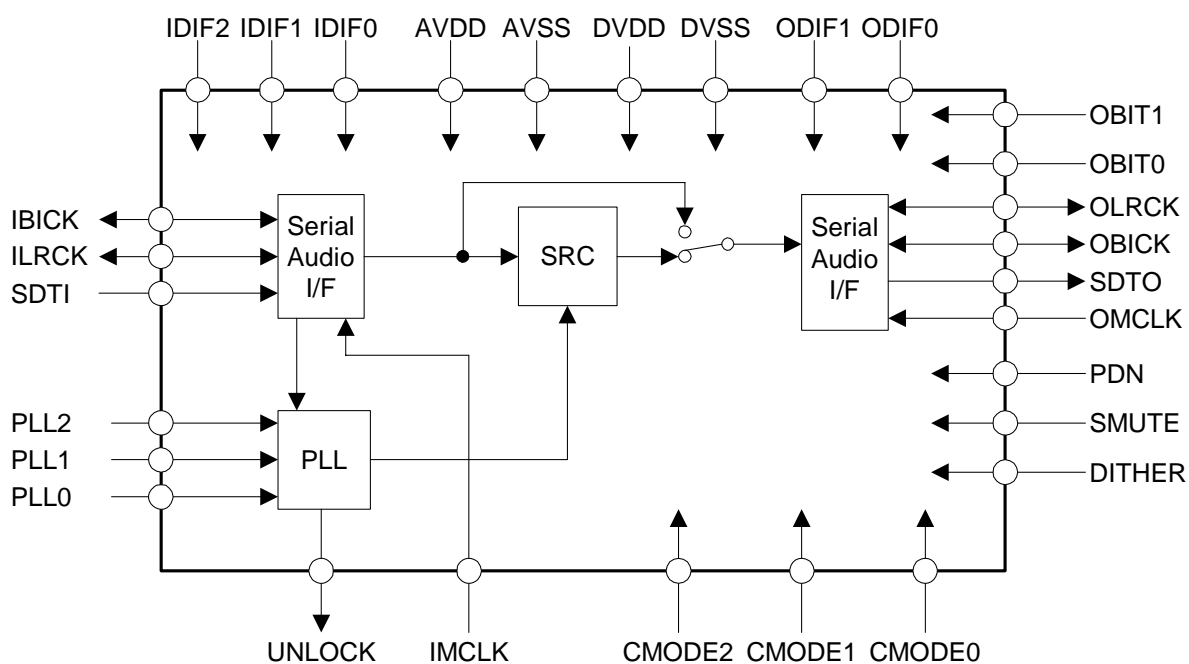 IDIF2 IDIF1 IDIF0 AVDD AVSS DVDD DVSS ODIF1 ODIF0
OBIT1
OBIT0
IBICK
ILRCK
SDTI
Serial
Audio
I/F
SRC
Serial
Audio
I/F
OLRCK
OBICK
SDTO
OMCLK
PDN
SMUTE
DITHER
PLL2
PLL1
PLL0
PLL
UNLOCK IMCLK CMODE2 CMODE1 CMODE0